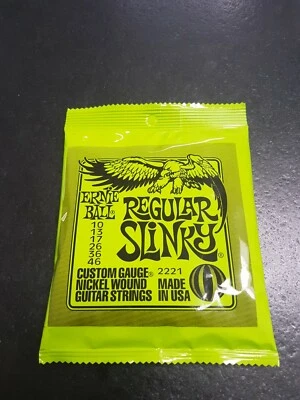 ERNIE
BALL
REGULAR
SLINKY®
10
13
17
26
36
46
CUSTOM GAUGE® 2221
NICKEL WOUND
GUITAR STRINGS
MADE
IN USA